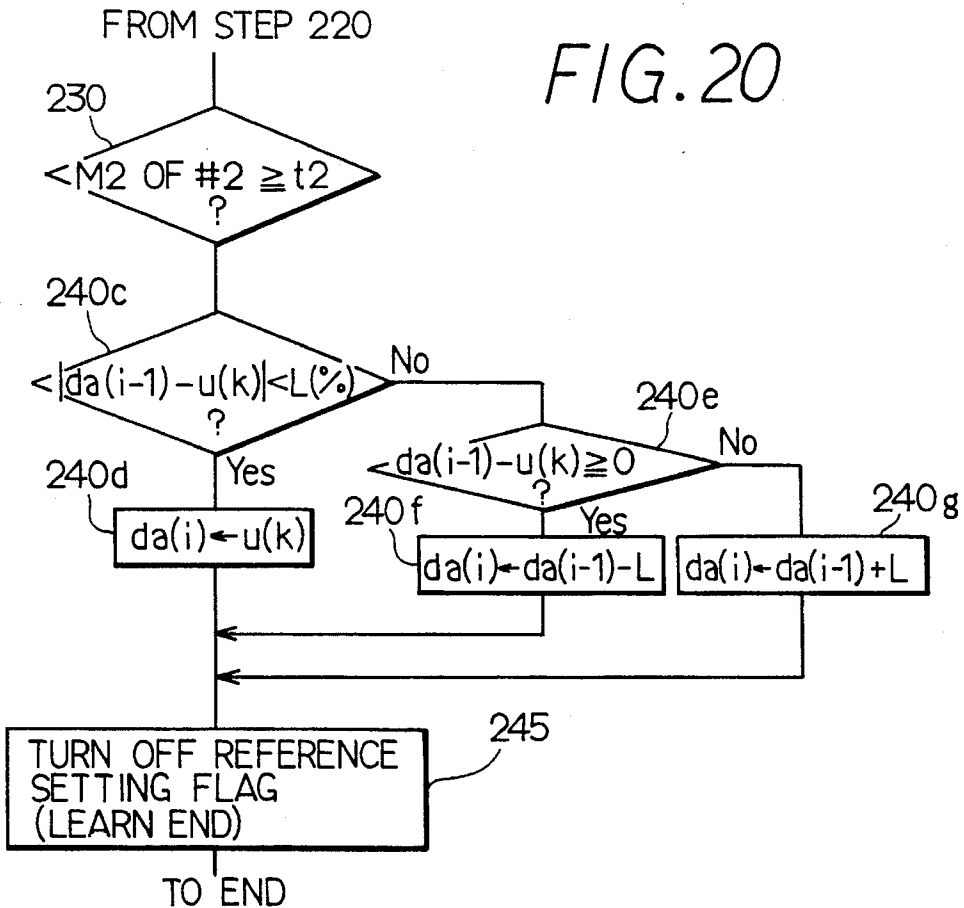 FROM STEP 220
FIG. 20
230
M2 OF #2 ≧ t2
?
240c
|da(i-1)-u(k)|<L(%)
?
No
Yes
240e
da(i-1)-u(k)≧0
?
No
Yes
240d
da(i)←u(k)
240f
da(i)←da(i-1)-L
240g
da(i)←da(i-1)+L
245
TURN OFF REFERENCE
SETTING FLAG
(LEARN END)
TO END